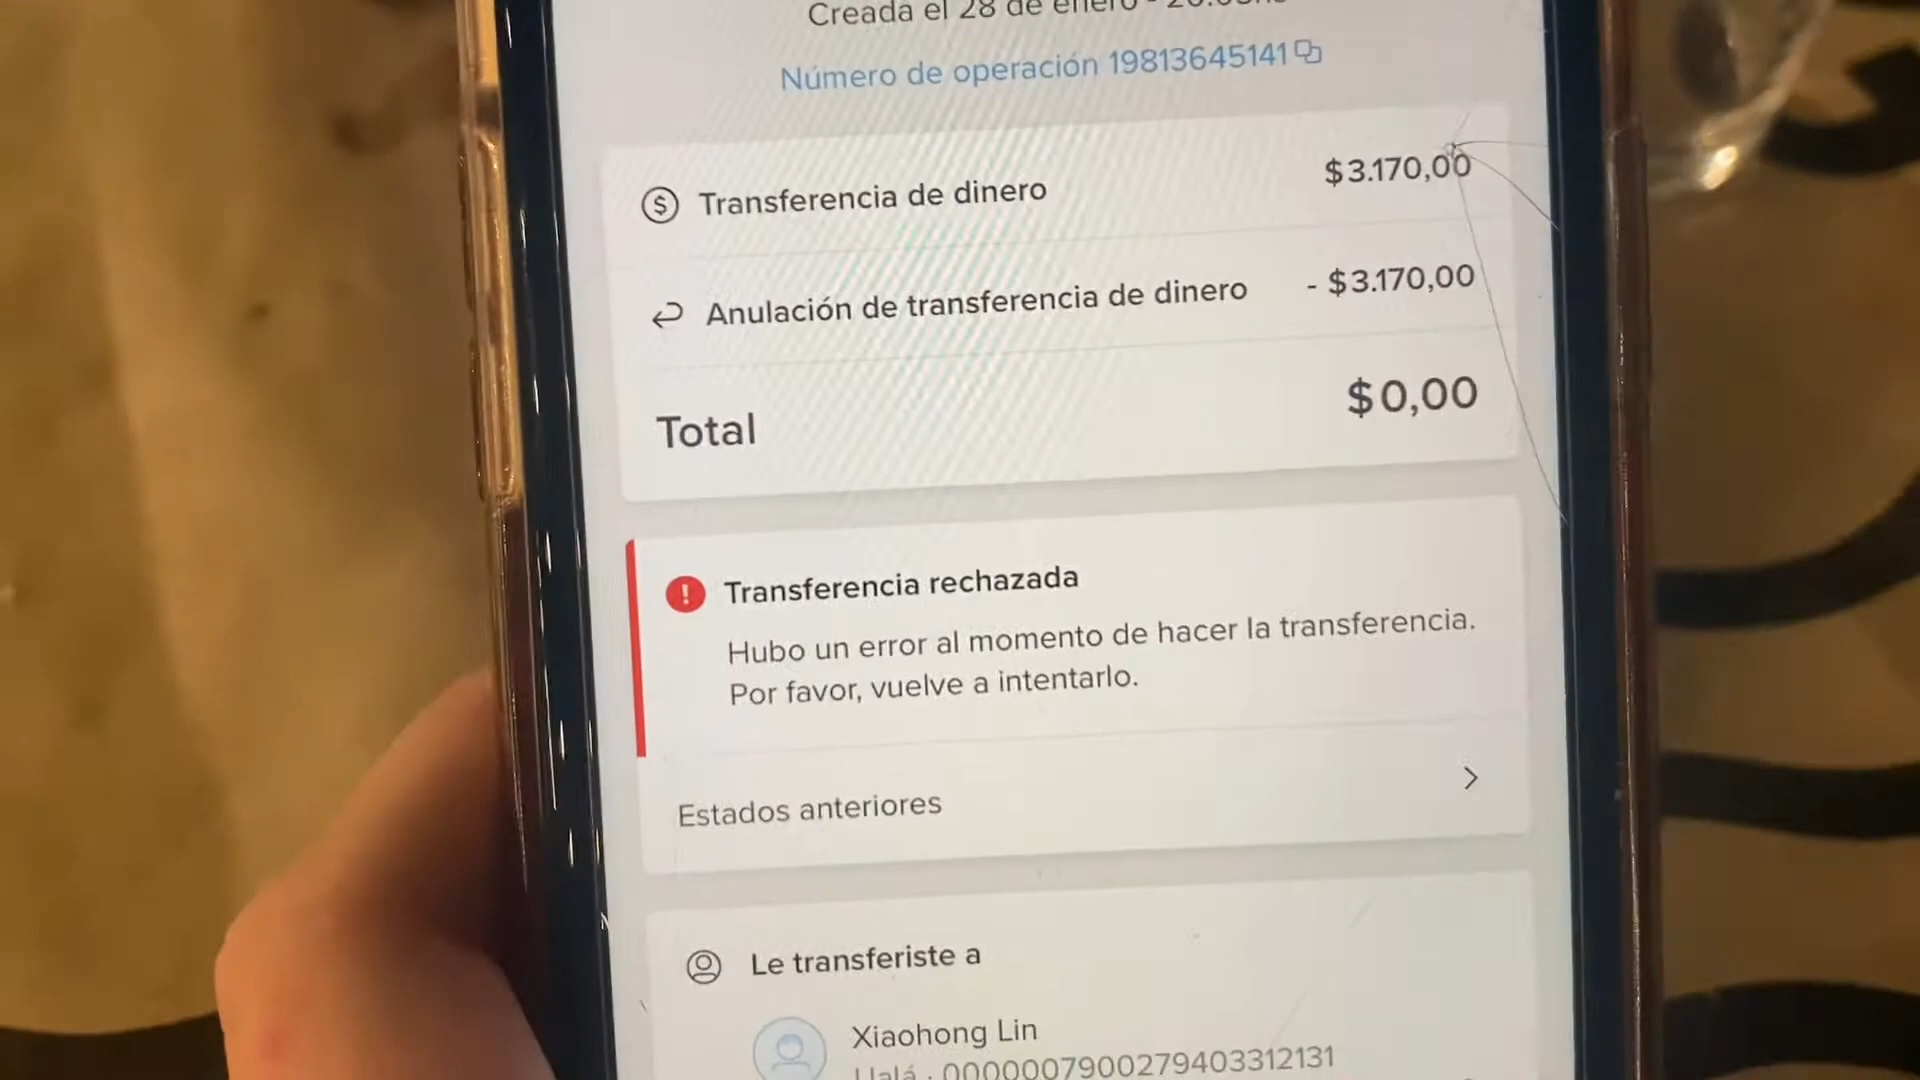 Creada el 28 de enero -
Número de operación 19813645141
Transferencia de dinero $3.170,00
Anulación de transferencia de dinero - $3.170,00
Total $0,00
Transferencia rechazada
Hubo un error al momento de hacer la transferencia.
Por favor, vuelve a intentarlo.
Estados anteriores
Le transferiste a
Xiaohong Lin
Ualá · 0000007900279403312131